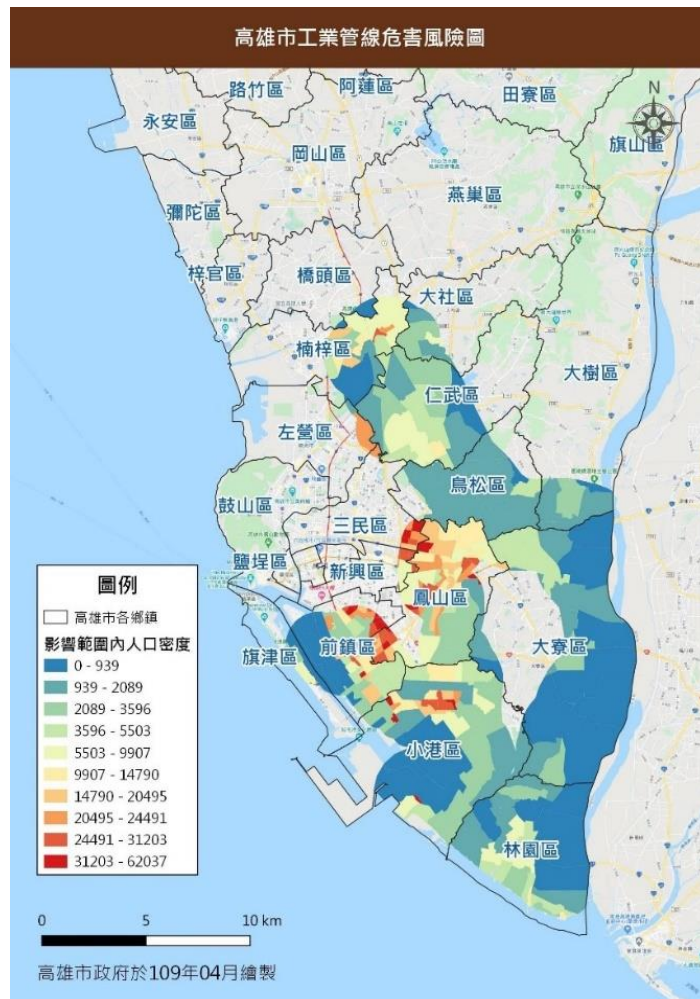 高雄市工業管線危害風險圖
N
路竹區
阿蓮區
田寮區
永安區
旗山區
岡山區
燕巢區
彌陀區
梓官區
橋頭區
大社區
楠梓區
大樹區
仁武區
左營區
鳥松區
鼓山區
三民區
鹽埕區
新興區
鳳山區
前鎮區
大寮區
旗津區
小港區
林園區
圖例
高雄市各鄉鎮
影響範圍內人口密度
0 - 939
939 - 2089
2089 - 3596
3596 - 5503
5503 - 9907
9907 - 14790
14790 - 20495
20495 - 24491
24491 - 31203
31203 - 62037
0 5 10 km
高雄市政府於109年04月繪製